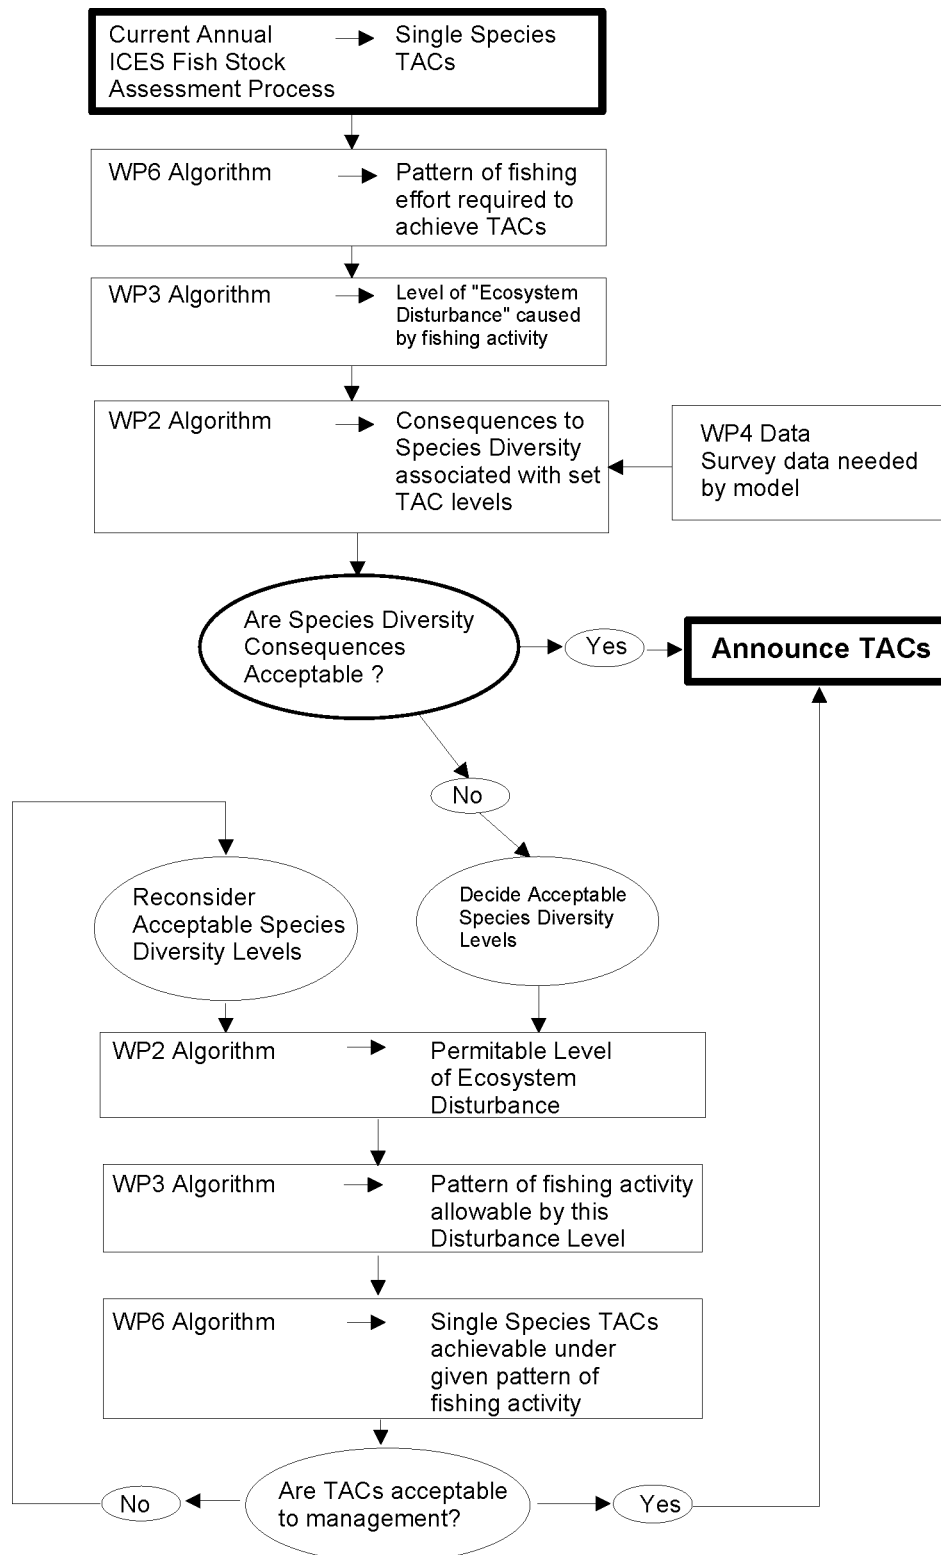 Current Annual
ICES Fish Stock
Assessment Process
Single Species
TACs
WP6 Algorithm
Pattern of fishing
effort required to
achieve TACs
WP3 Algorithm
Level of "Ecosystem
Disturbance" caused
by fishing activity
WP2 Algorithm
Consequences to
Species Diversity
associated with set
TAC levels
WP4 Data
Survey data needed
by model
Are Species Diversity
Consequences
Acceptable ?
Yes
Announce TACs
No
Reconsider
Acceptable Species
Diversity Levels
Decide Acceptable
Species Diversity
Levels
WP2 Algorithm
Permitable Level
of Ecosystem
Disturbance
WP3 Algorithm
Pattern of fishing activity
allowable by this
Disturbance Level
WP6 Algorithm
Single Species TACs
achievable under
given pattern of
fishing activity
Are TACs acceptable
to management?
No
Yes